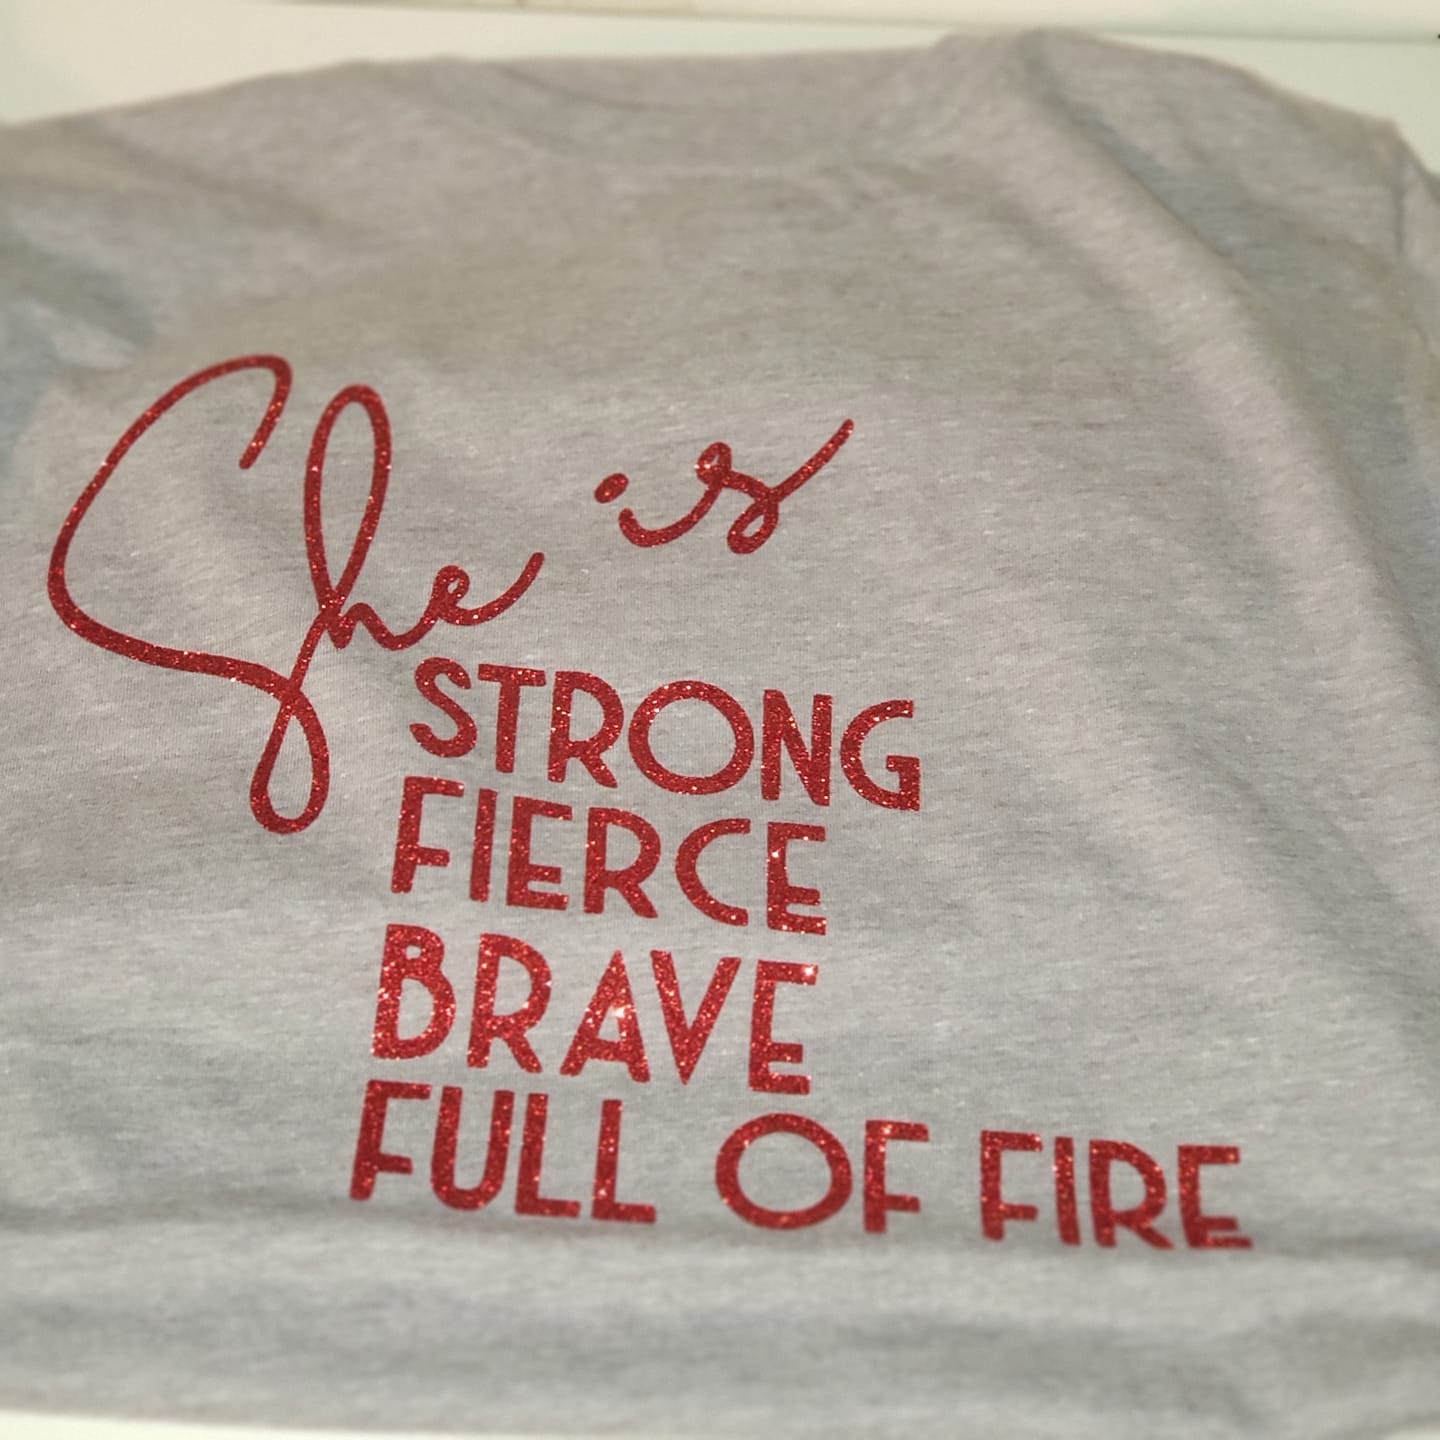 She is
STRONG
FIERCE
BRAVE
FULL OF FIRE